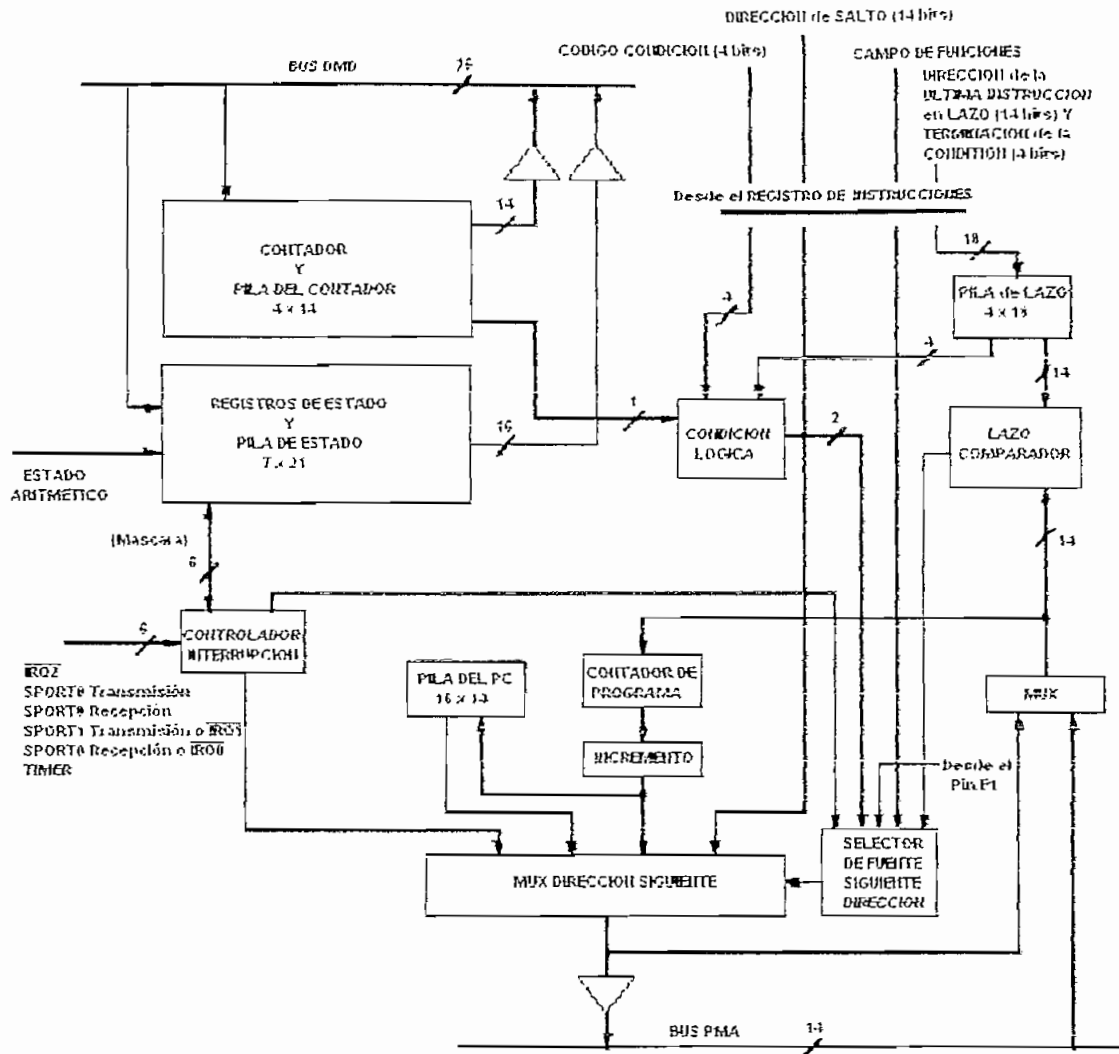 DIRECCION de SALTO (14 bits)
CODIGO CONDICION (4 bits)
CAMPO DE FUNCIONES
BUS DMD
DIRECCION de la
ULTIMA INSTRUCCION
en LAZO (14 bits) Y
TERMINACION de la
CONDITION (4 bits)
Desde el REGISTRO DE INSTRUCCIONES
14
18
CONTADOR
Y
PILA DEL CONTADOR
4 x 14
PILA de LAZO
4 x 18
4
4
14
REGISTROS DE ESTADO
Y
PILA DE ESTADO
7 x 21
16
1
CONDICION
LOGICA
2
LAZO
COMPARADOR
ESTADO
ARITMÉTICO
(Mascara)
6
14
6
CONTROLADOR
INTERRUPCION
IRQ2
SPORT0 Transmisión
SPORT0 Recepción
SPORT1 Transmisión o IRQ1
SPORT0 Recepción o IRQ0
TIMER
PILA DEL PC
16 x 14
CONTADOR DE
PROGRAMA
MUX
INCREMENTO
Desde el
Pin F1
MUX DIRECCION SIGUIENTE
SELECTOR
DE FUENTE
SIGUIENTE
DIRECCION
BUS PMA
14